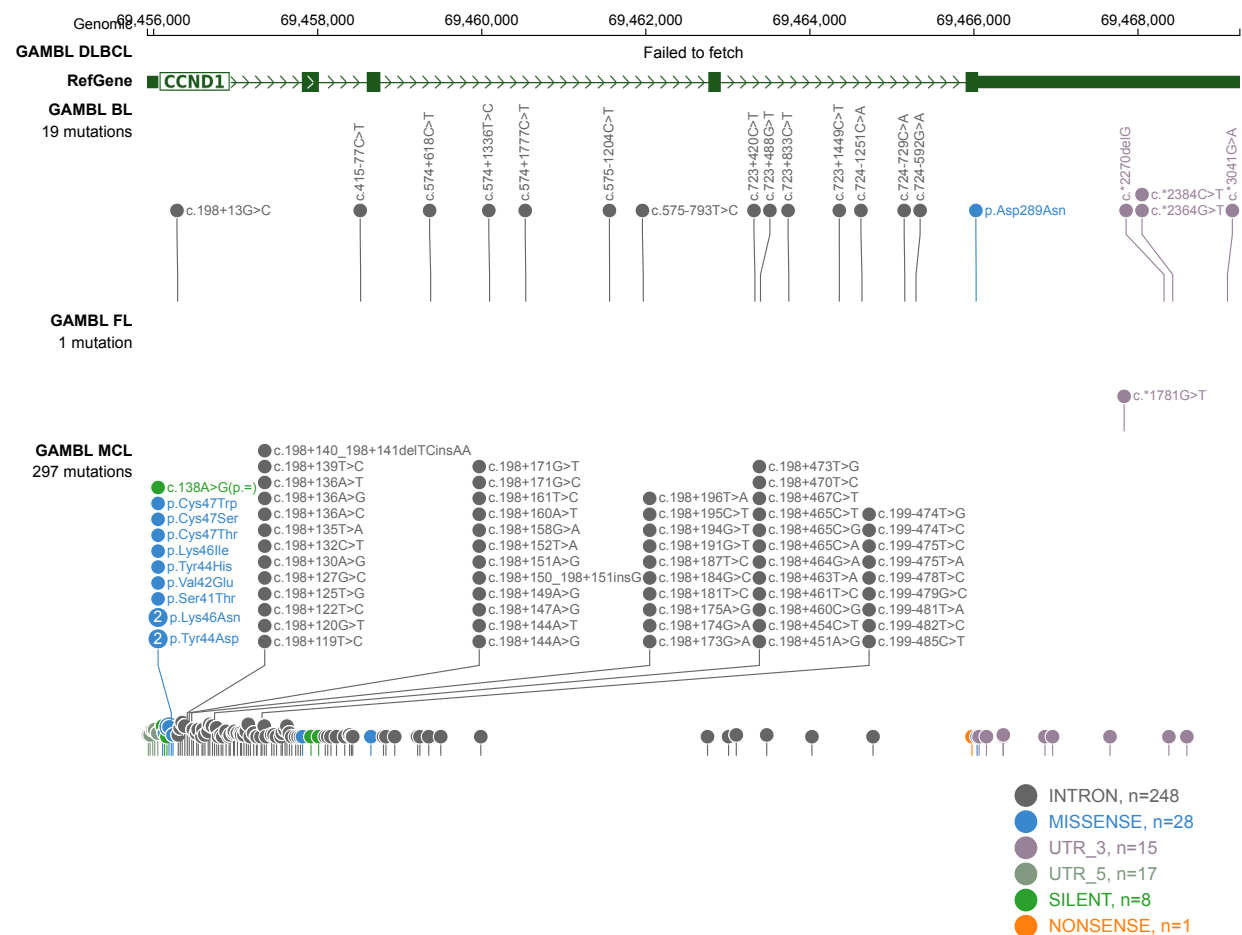 Genomic
69,456,000 69,458,000 69,460,000 69,462,000 69,464,000 69,466,000 69,468,000
GAMBL DLBCL
Failed to fetch
RefGene
CCND1
GAMBL BL
19 mutations
c.198+13G>C
c.415-77C>T
c.574+618C>T
c.574+1336T>C
c.574+1777C>T
c.575-1204C>T
c.575-793T>C
c.723+420C>T
c.723+488G>T
c.723+833C>T
c.723+1449C>T
c.724-1251C>A
c.724-729C>A
c.724-592G>A
p.Asp289Asn
c.*2270delG
c.*2384C>T
c.*2364G>T
c.*3041G>A
GAMBL FL
1 mutation
c.*1781G>T
GAMBL MCL
297 mutations
c.138A>G(p.=)
p.Cys47Trp
p.Cys47Ser
p.Cys47Thr
p.Lys46Ile
p.Tyr44His
p.Val42Glu
p.Ser41Thr
2 p.Lys46Asn
2 p.Tyr44Asp
c.198+140_198+141delTCinsAA
c.198+139T>C
c.198+136A>T
c.198+136A>G
c.198+136A>C
c.198+135T>A
c.198+132C>T
c.198+130A>G
c.198+127G>C
c.198+125T>G
c.198+122T>C
c.198+120G>T
c.198+119T>C
c.198+171G>T
c.198+171G>C
c.198+161T>C
c.198+160A>T
c.198+158G>A
c.198+152T>A
c.198+151A>G
c.198+150_198+151insG
c.198+149A>G
c.198+147A>G
c.198+144A>T
c.198+144A>G
c.198+196T>A
c.198+195C>T
c.198+194G>T
c.198+191G>T
c.198+187T>C
c.198+184G>C
c.198+181T>C
c.198+175A>G
c.198+174G>A
c.198+173G>A
c.198+473T>G
c.198+470T>C
c.198+467C>T
c.198+465C>T
c.198+465C>G
c.198+465C>A
c.198+464G>A
c.198+463T>A
c.198+461T>C
c.198+460C>G
c.198+454C>T
c.198+451A>G
c.199-474T>G
c.199-474T>C
c.199-475T>C
c.199-475T>A
c.199-478T>C
c.199-479G>C
c.199-481T>A
c.199-482T>C
c.199-485C>T
INTRON, n=248
MISSENSE, n=28
UTR_3, n=15
UTR_5, n=17
SILENT, n=8
NONSENSE, n=1